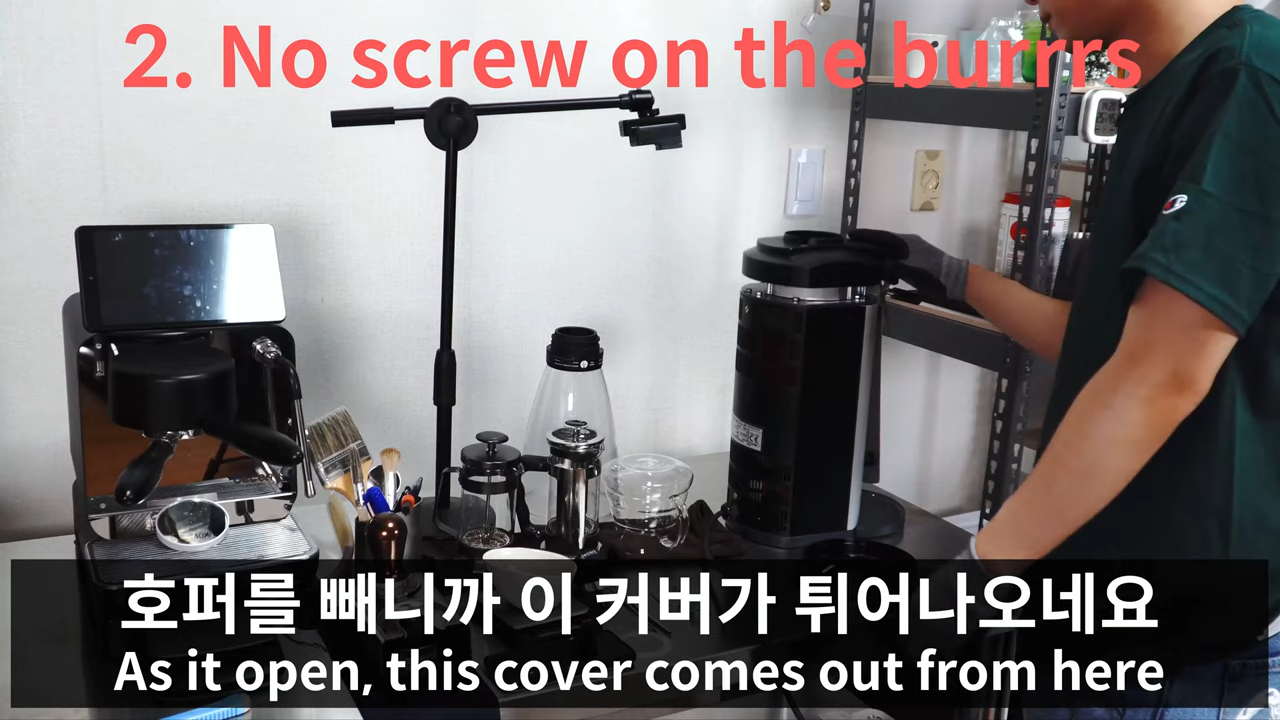 2. No screw on the burrrs
호퍼를 빼니까 이 커버가 튀어나오네요
As it open, this cover comes out from here